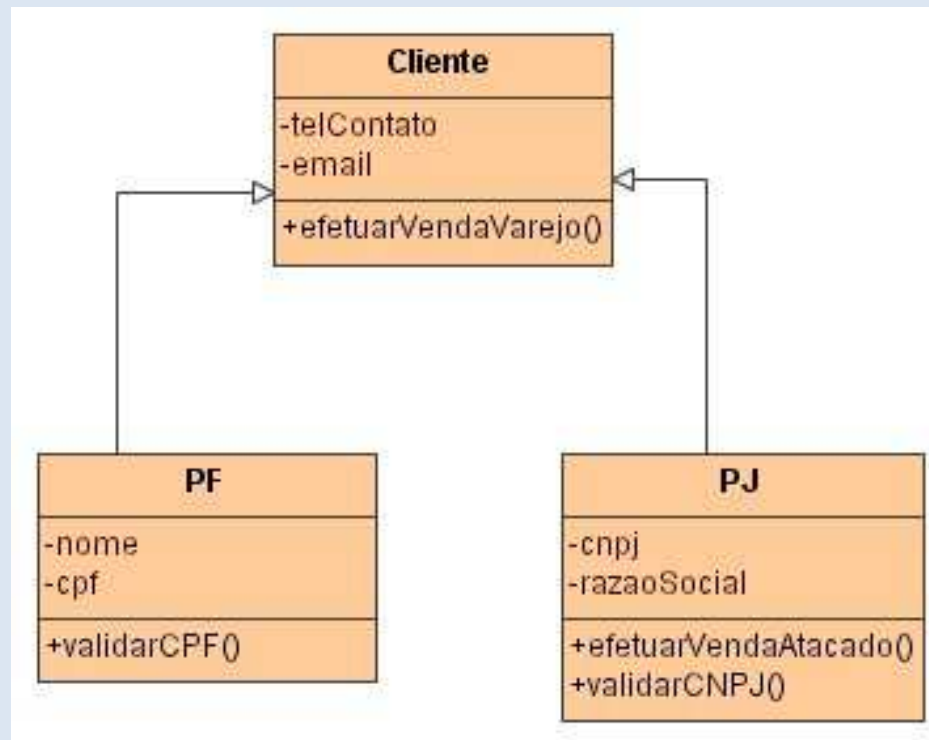 Cliente
-telContato
-email
+efetuarVendaVarejo()
PF
-nome
-cpf
+validarCPF()
PJ
-cnpj
-razaoSocial
+efetuarVendaAtacado()
+validarCNPJ()